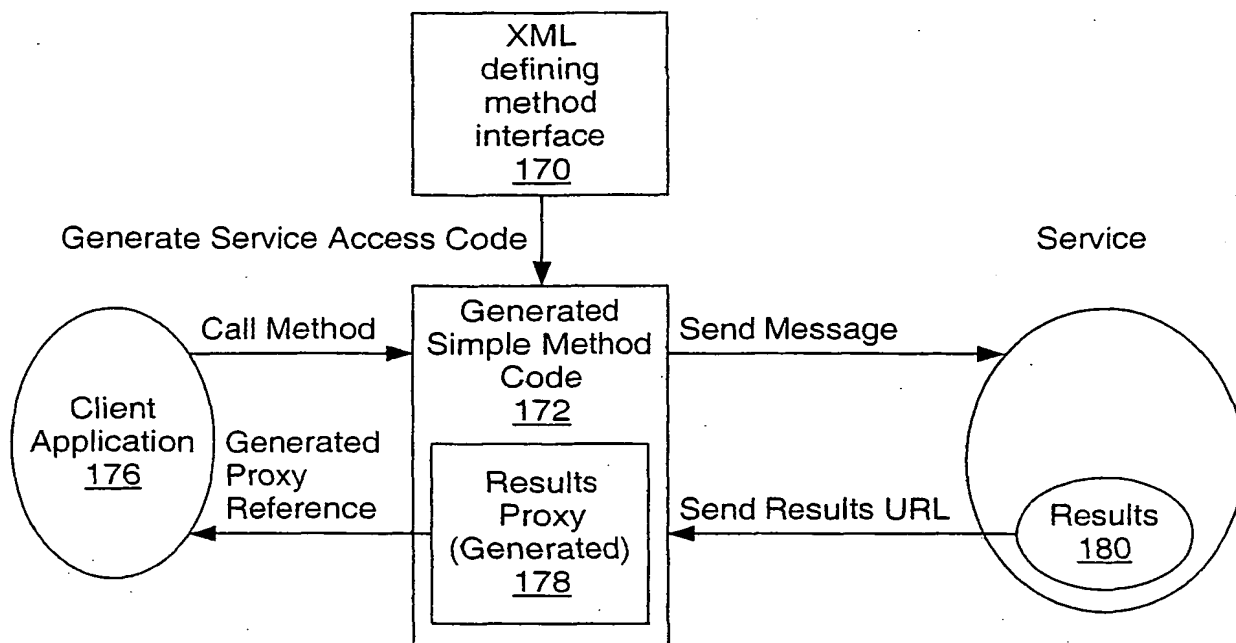 XML
defining
method
interface
170
Generate Service Access Code
Service
Generated
Simple Method
Code
172
Call Method
Send Message
Client
Application
176
Generated
Proxy
Reference
Results
Proxy
(Generated)
178
Send Results URL
Results
180